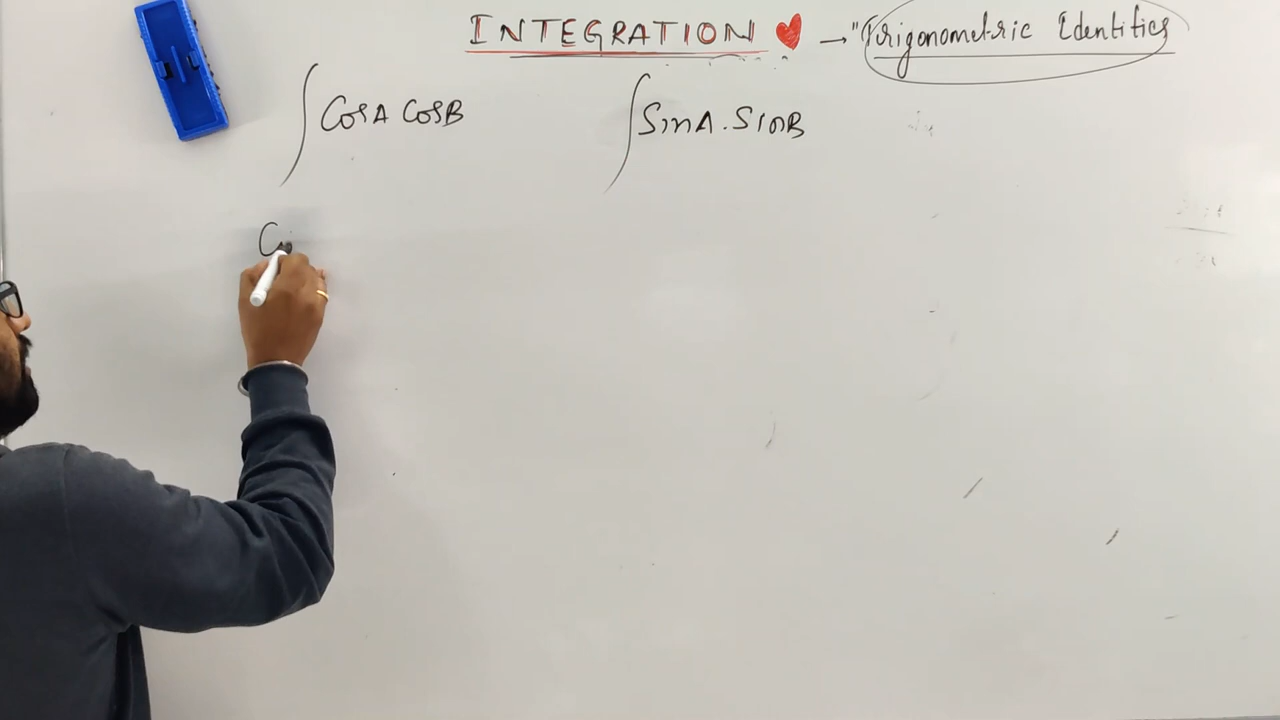 INTEGRATION ❤ → "Trigonometric Identities
∫ CosA CosB
∫ SinA . SinB